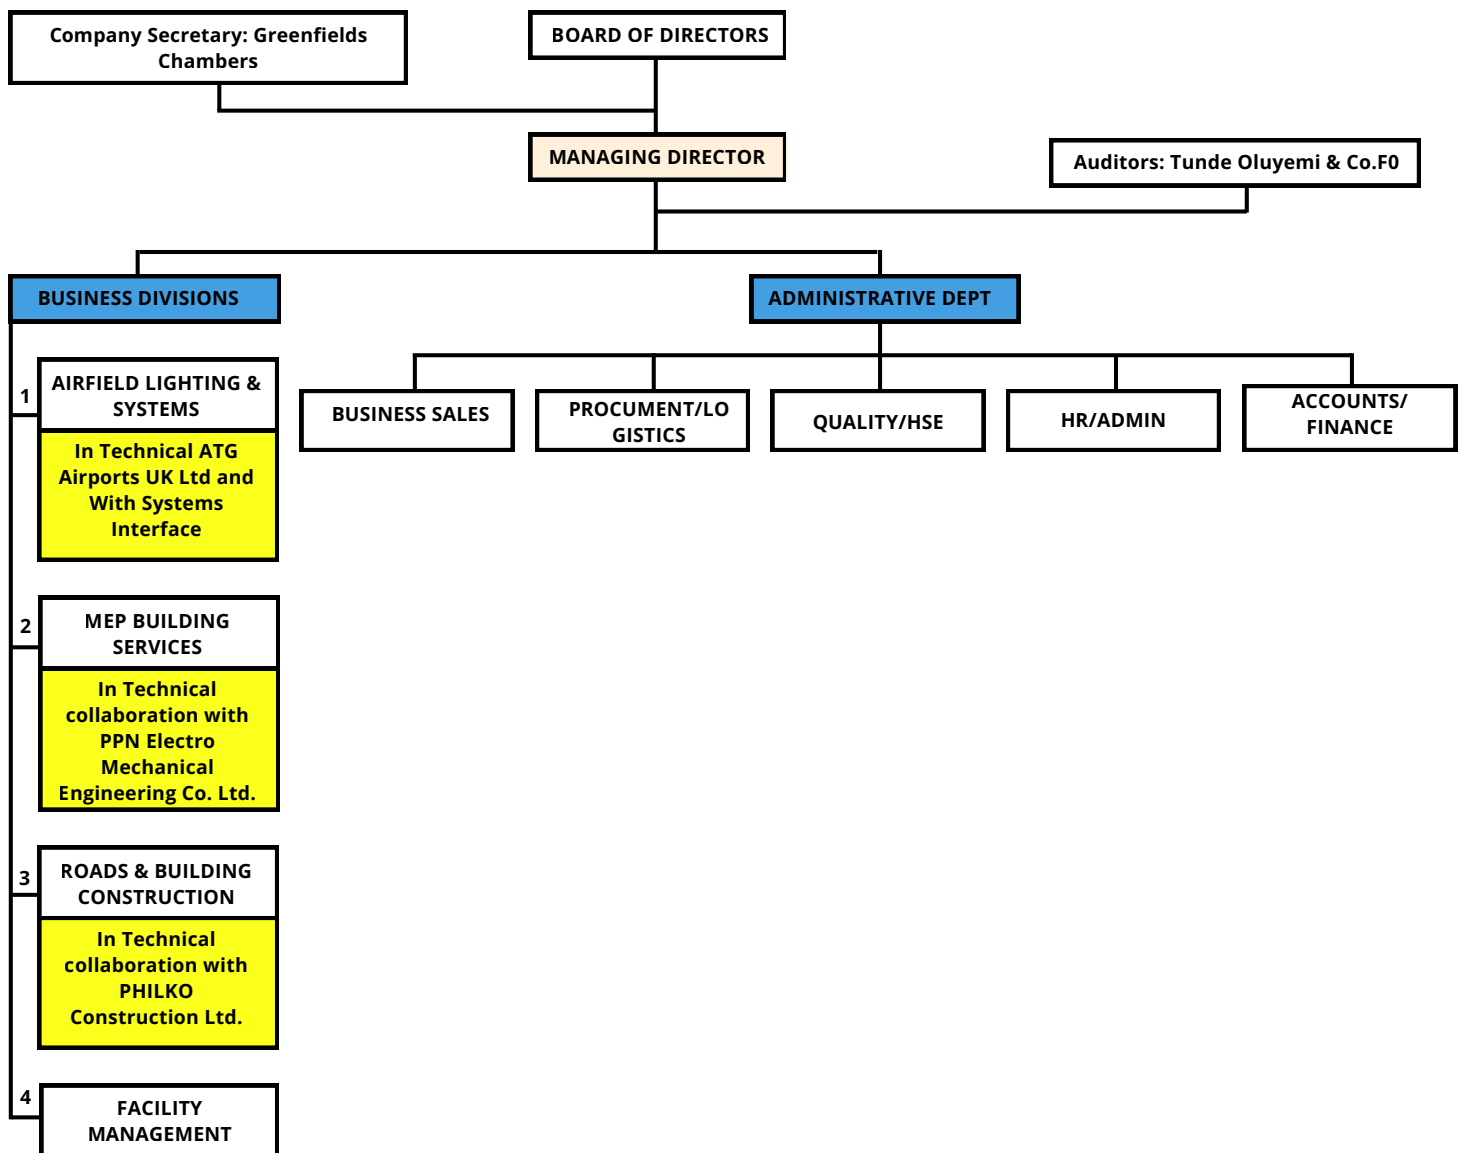 Company Secretary: Greenfields
Chambers
BOARD OF DIRECTORS
MANAGING DIRECTOR
Auditors: Tunde Oluyemi & Co.F0
BUSINESS DIVISIONS
ADMINISTRATIVE DEPT
BUSINESS SALES
PROCUMENT/LO
GISTICS
QUALITY/HSE
HR/ADMIN
ACCOUNTS/
FINANCE
1
AIRFIELD LIGHTING &
SYSTEMS
In Technical ATG
Airports UK Ltd and
With Systems
Interface
2
MEP BUILDING
SERVICES
In Technical
collaboration with
PPN Electro
Mechanical
Engineering Co. Ltd.
3
ROADS & BUILDING
CONSTRUCTION
In Technical
collaboration with
PHILKO
Construction Ltd.
4
FACILITY
MANAGEMENT